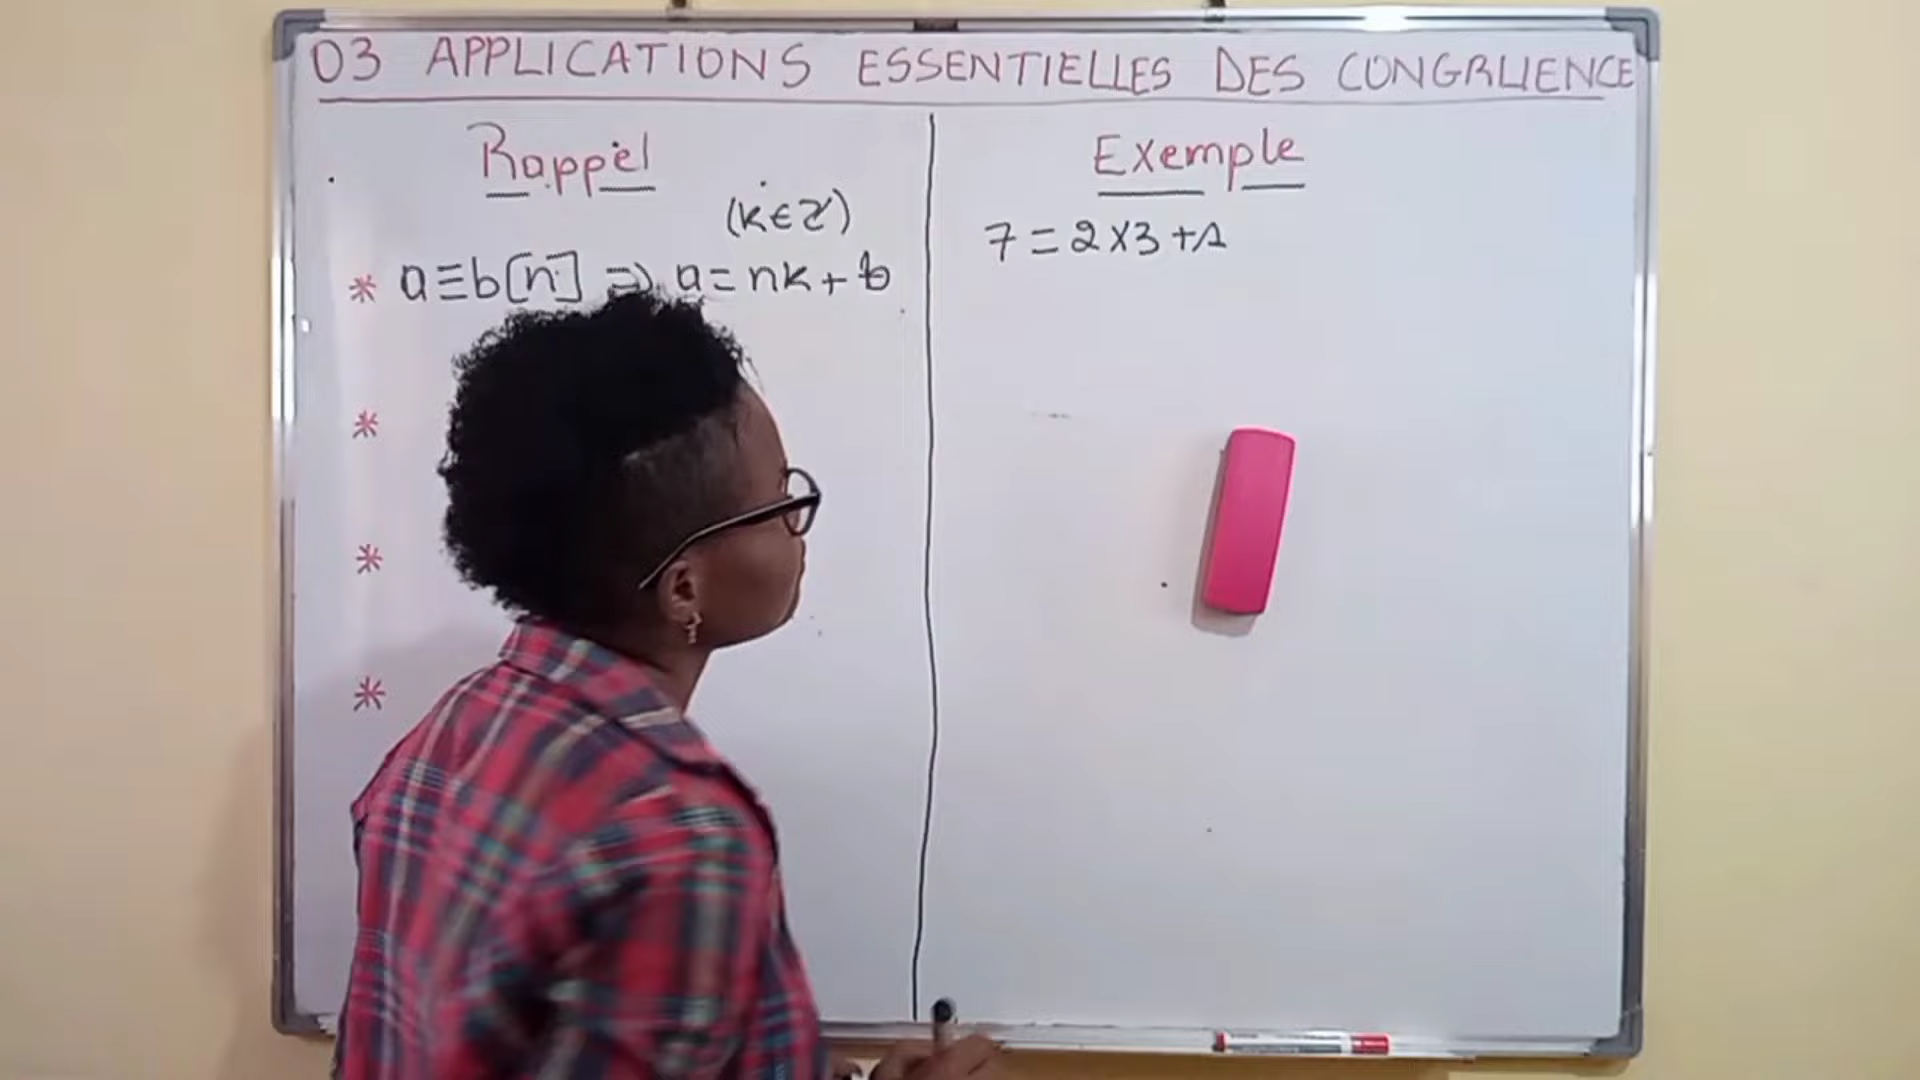 03 APPLICATIONS ESSENTIELLES DES CONGRUENCE
Rappel
(k∈Z)
* a≡b[n] ⇒ a=nk+b
*
*
*
Exemple
7=2×3+1